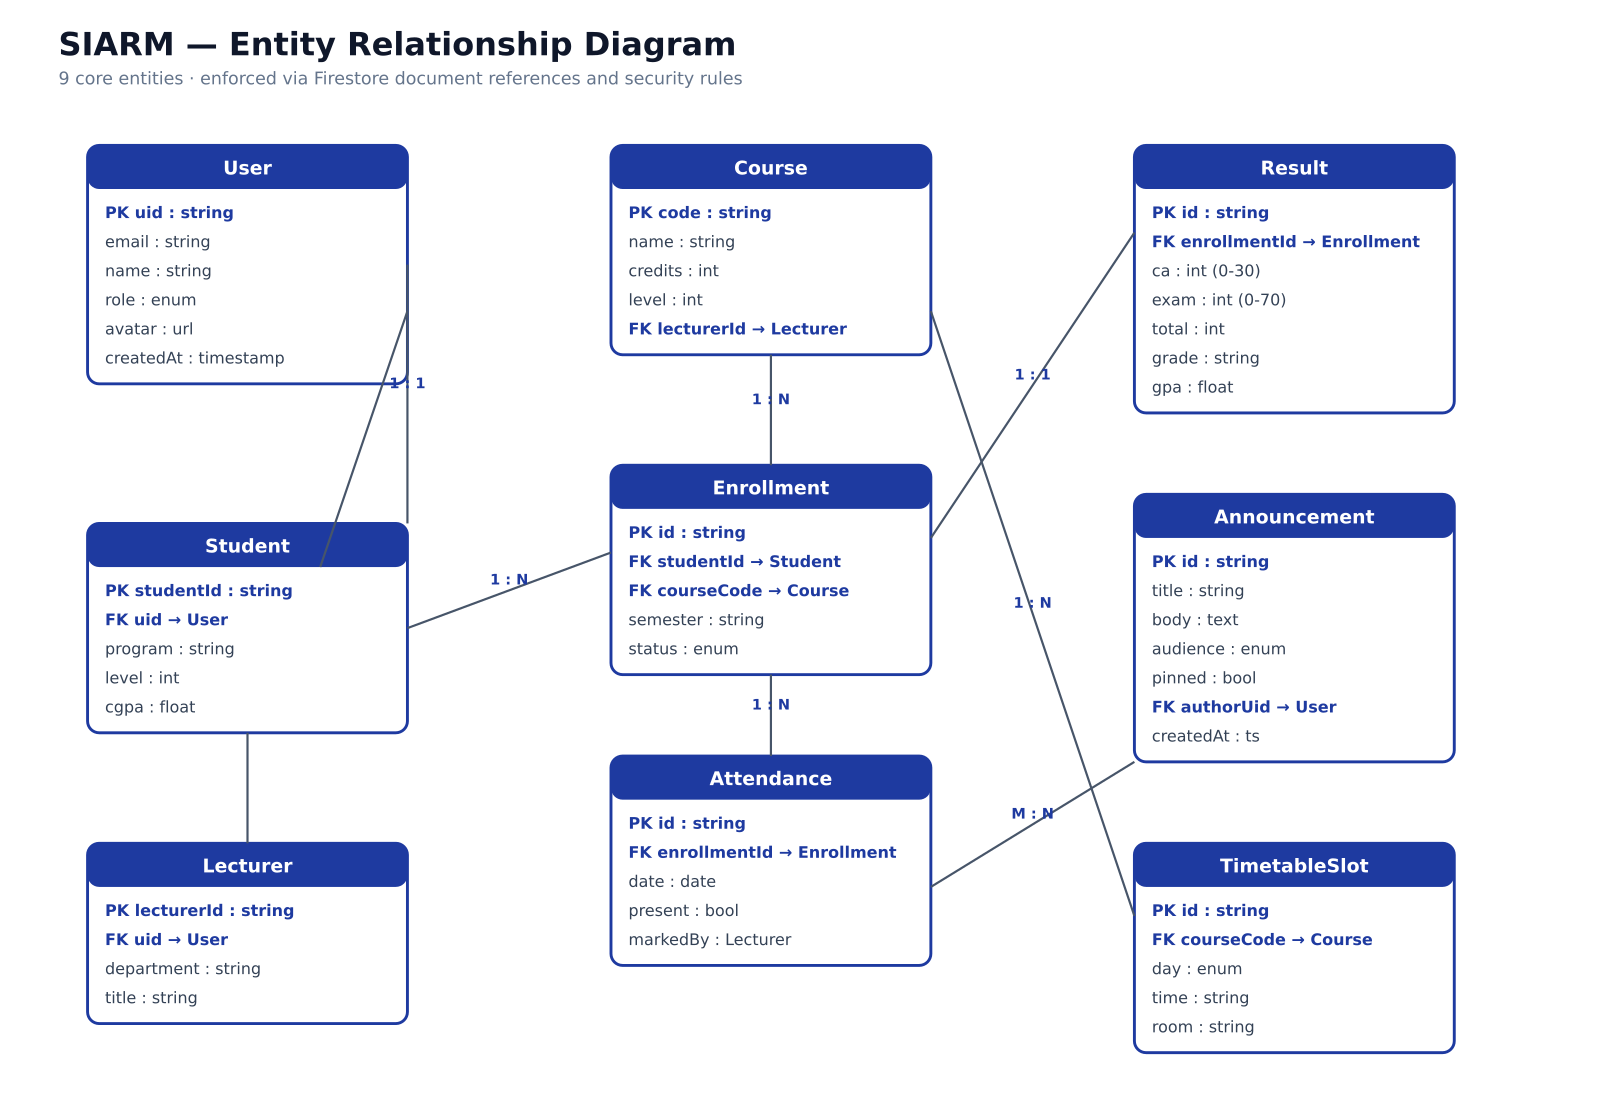 SIARM — Entity Relationship Diagram
9 core entities · enforced via Firestore document references and security rules
User
PK uid : string
email : string
name : string
role : enum
avatar : url
createdAt : timestamp
1 : 1
Student
PK studentId : string
FK uid → User
program : string
level : int
cgpa : float
Lecturer
PK lecturerId : string
FK uid → User
department : string
title : string
1 : N
Course
PK code : string
name : string
credits : int
level : int
FK lecturerId → Lecturer
1 : N
Enrollment
PK id : string
FK studentId → Student
FK courseCode → Course
semester : string
status : enum
1 : N
Attendance
PK id : string
FK enrollmentId → Enrollment
date : date
present : bool
markedBy : Lecturer
1 : 1
1 : N
M : N
Result
PK id : string
FK enrollmentId → Enrollment
ca : int (0-30)
exam : int (0-70)
total : int
grade : string
gpa : float
Announcement
PK id : string
title : string
body : text
audience : enum
pinned : bool
FK authorUid → User
createdAt : ts
TimetableSlot
PK id : string
FK courseCode → Course
day : enum
time : string
room : string